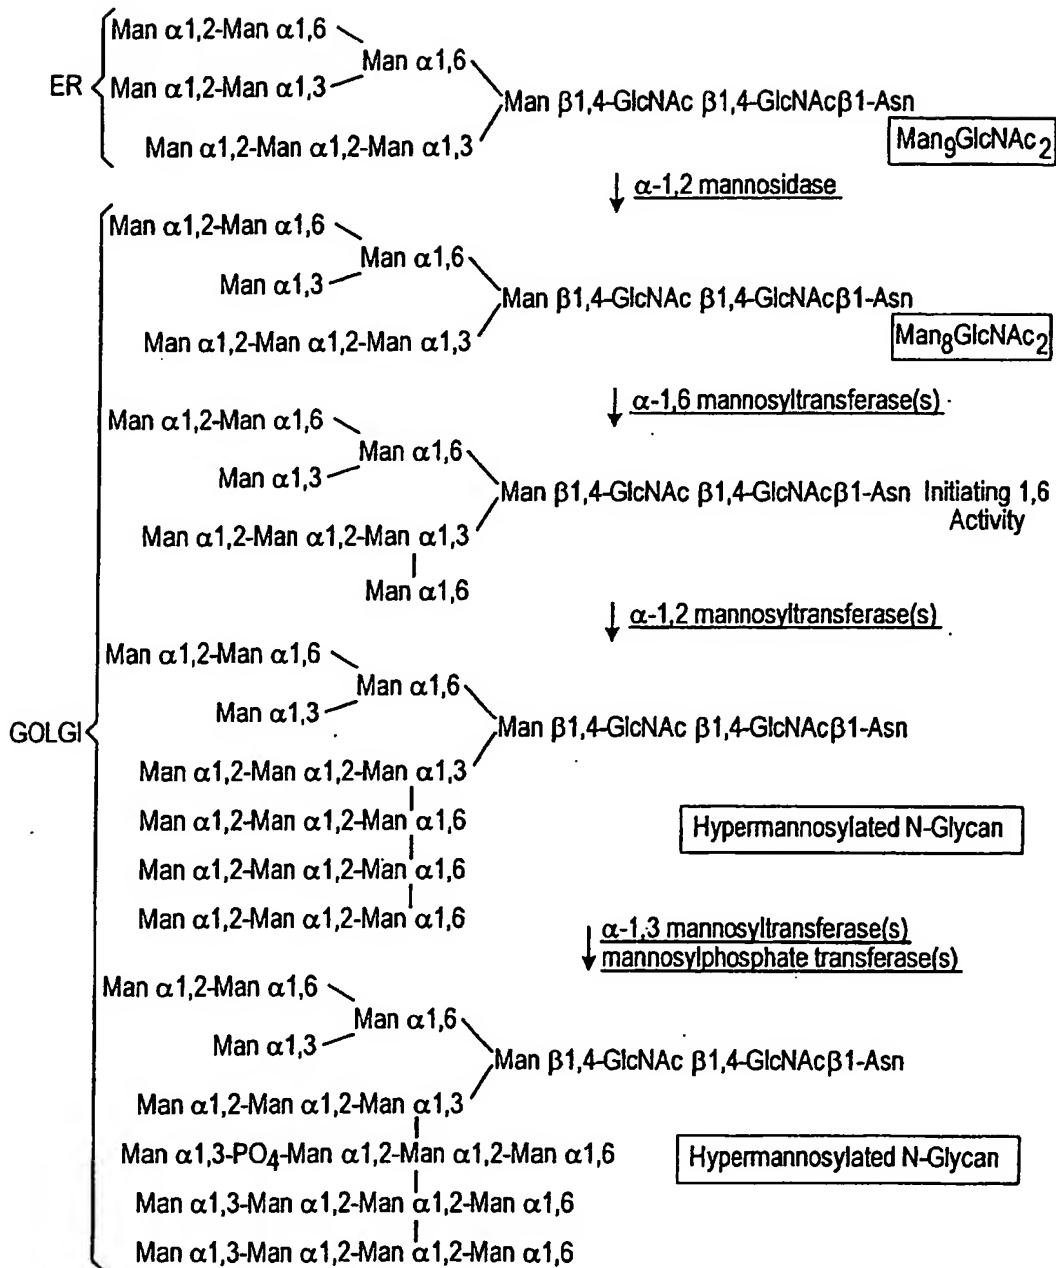 ER
Man α1,2-Man α1,6
Man α1,6
Man α1,2-Man α1,3
Man β1,4-GlcNAc β1,4-GlcNAcβ1-Asn
Man α1,2-Man α1,2-Man α1,3
Man9GlcNAc2
α-1,2 mannosidase
GOLGI
Man α1,2-Man α1,6
Man α1,6
Man α1,3
Man β1,4-GlcNAc β1,4-GlcNAcβ1-Asn
Man α1,2-Man α1,2-Man α1,3
Man8GlcNAc2
α-1,6 mannosyltransferase(s)
Man α1,2-Man α1,6
Man α1,6
Man α1,3
Man β1,4-GlcNAc β1,4-GlcNAcβ1-Asn Initiating 1,6
Activity
Man α1,2-Man α1,2-Man α1,3
Man α1,6
α-1,2 mannosyltransferase(s)
Man α1,2-Man α1,6
Man α1,6
Man α1,3
Man β1,4-GlcNAc β1,4-GlcNAcβ1-Asn
Man α1,2-Man α1,2-Man α1,3
Man α1,2-Man α1,2-Man α1,6
Man α1,2-Man α1,2-Man α1,6
Man α1,2-Man α1,2-Man α1,6
Hypermannosylated N-Glycan
α-1,3 mannosyltransferase(s)
mannosylphosphate transferase(s)
Man α1,2-Man α1,6
Man α1,6
Man α1,3
Man β1,4-GlcNAc β1,4-GlcNAcβ1-Asn
Man α1,2-Man α1,2-Man α1,3
Man α1,3-PO4-Man α1,2-Man α1,2-Man α1,6
Man α1,3-Man α1,2-Man α1,2-Man α1,6
Man α1,3-Man α1,2-Man α1,2-Man α1,6
Hypermannosylated N-Glycan